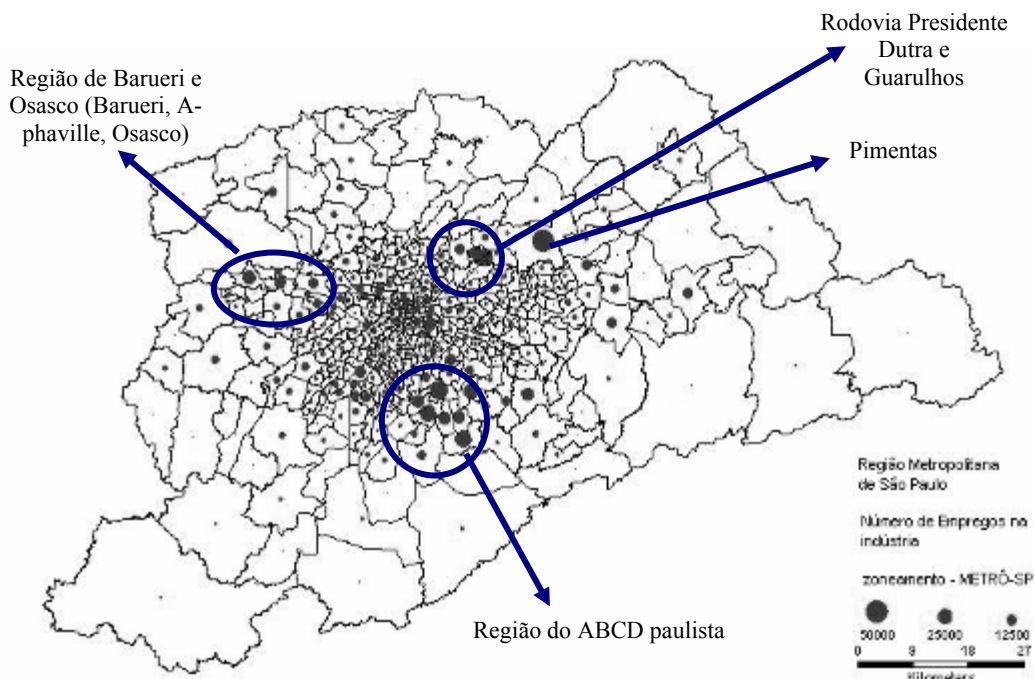 Rodovia Presidente
Dutra e
Guarulhos
Região de Barueri e
Osasco (Barueri, A-
phaville, Osasco)
Pimentas
Região do ABCD paulista
Região Metropolitana
de São Paulo
Número de Empregos na
indústria
zoneamento - METRÔ-SP
50000 25000 12500
0 9 18 27
Kilometers